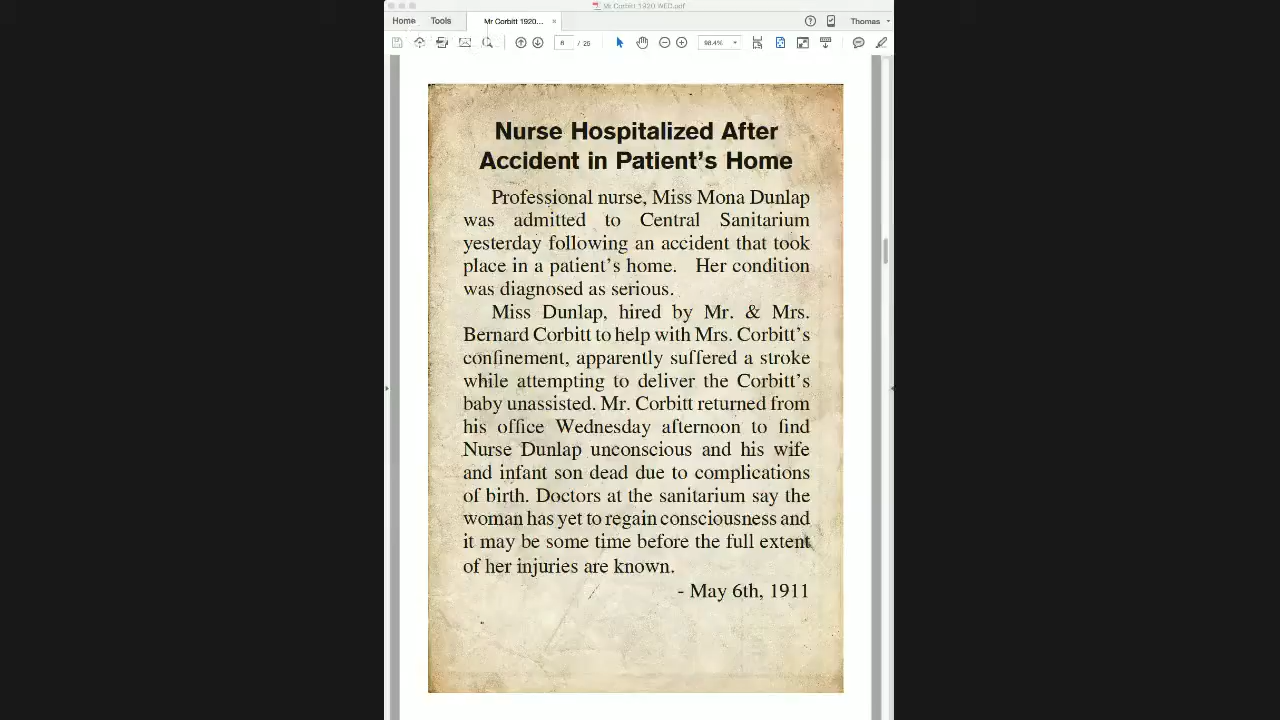 Mr Corbitt 1920 WED.pdf
Home Tools Mr Corbitt 1920... × Thomas
8 / 25 98.4%
Nurse Hospitalized After
Accident in Patient's Home
Professional nurse, Miss Mona Dunlap
was admitted to Central Sanitarium
yesterday following an accident that took
place in a patient's home. Her condition
was diagnosed as serious.
Miss Dunlap, hired by Mr. & Mrs.
Bernard Corbitt to help with Mrs. Corbitt's
confinement, apparently suffered a stroke
while attempting to deliver the Corbitt's
baby unassisted. Mr. Corbitt returned from
his office Wednesday afternoon to find
Nurse Dunlap unconscious and his wife
and infant son dead due to complications
of birth. Doctors at the sanitarium say the
woman has yet to regain consciousness and
it may be some time before the full extent
of her injuries are known.
- May 6th, 1911